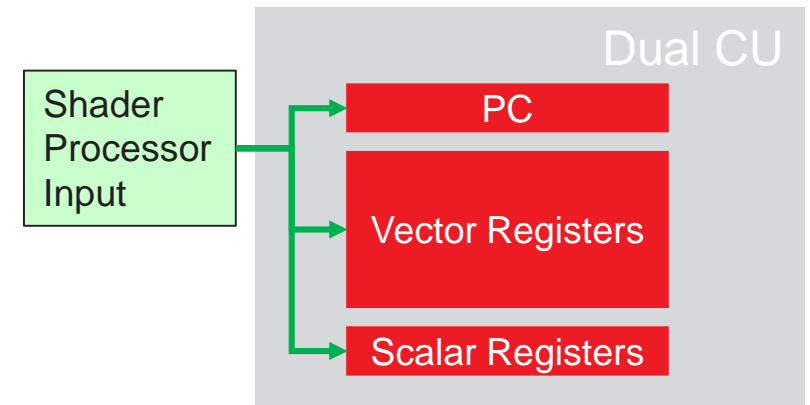 Dual CU
Shader
Processor
Input
PC
Vector Registers
Scalar Registers